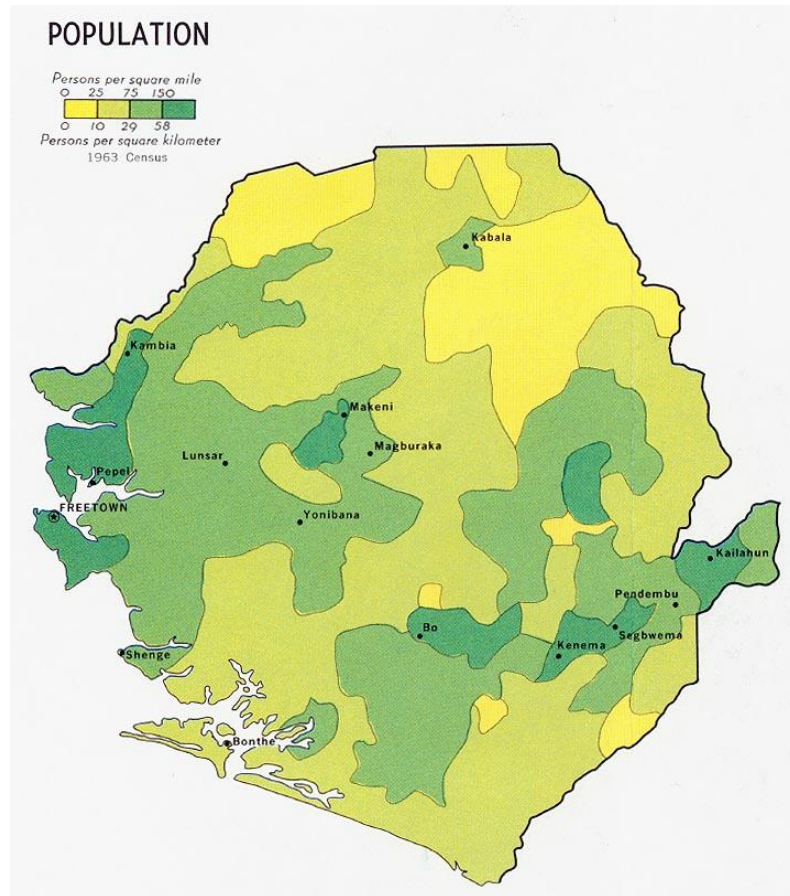 POPULATION
Persons per square mile
0 25 75 150
0 10 29 58
Persons per square kilometer
1963 Census
Kabala
Kambia
Makeni
Magburaka
Lunsar
Pepel
FREETOWN
Yonibana
Kailahun
Pendembu
Bo
Segbwema
Kenema
Shenge
Bonthe